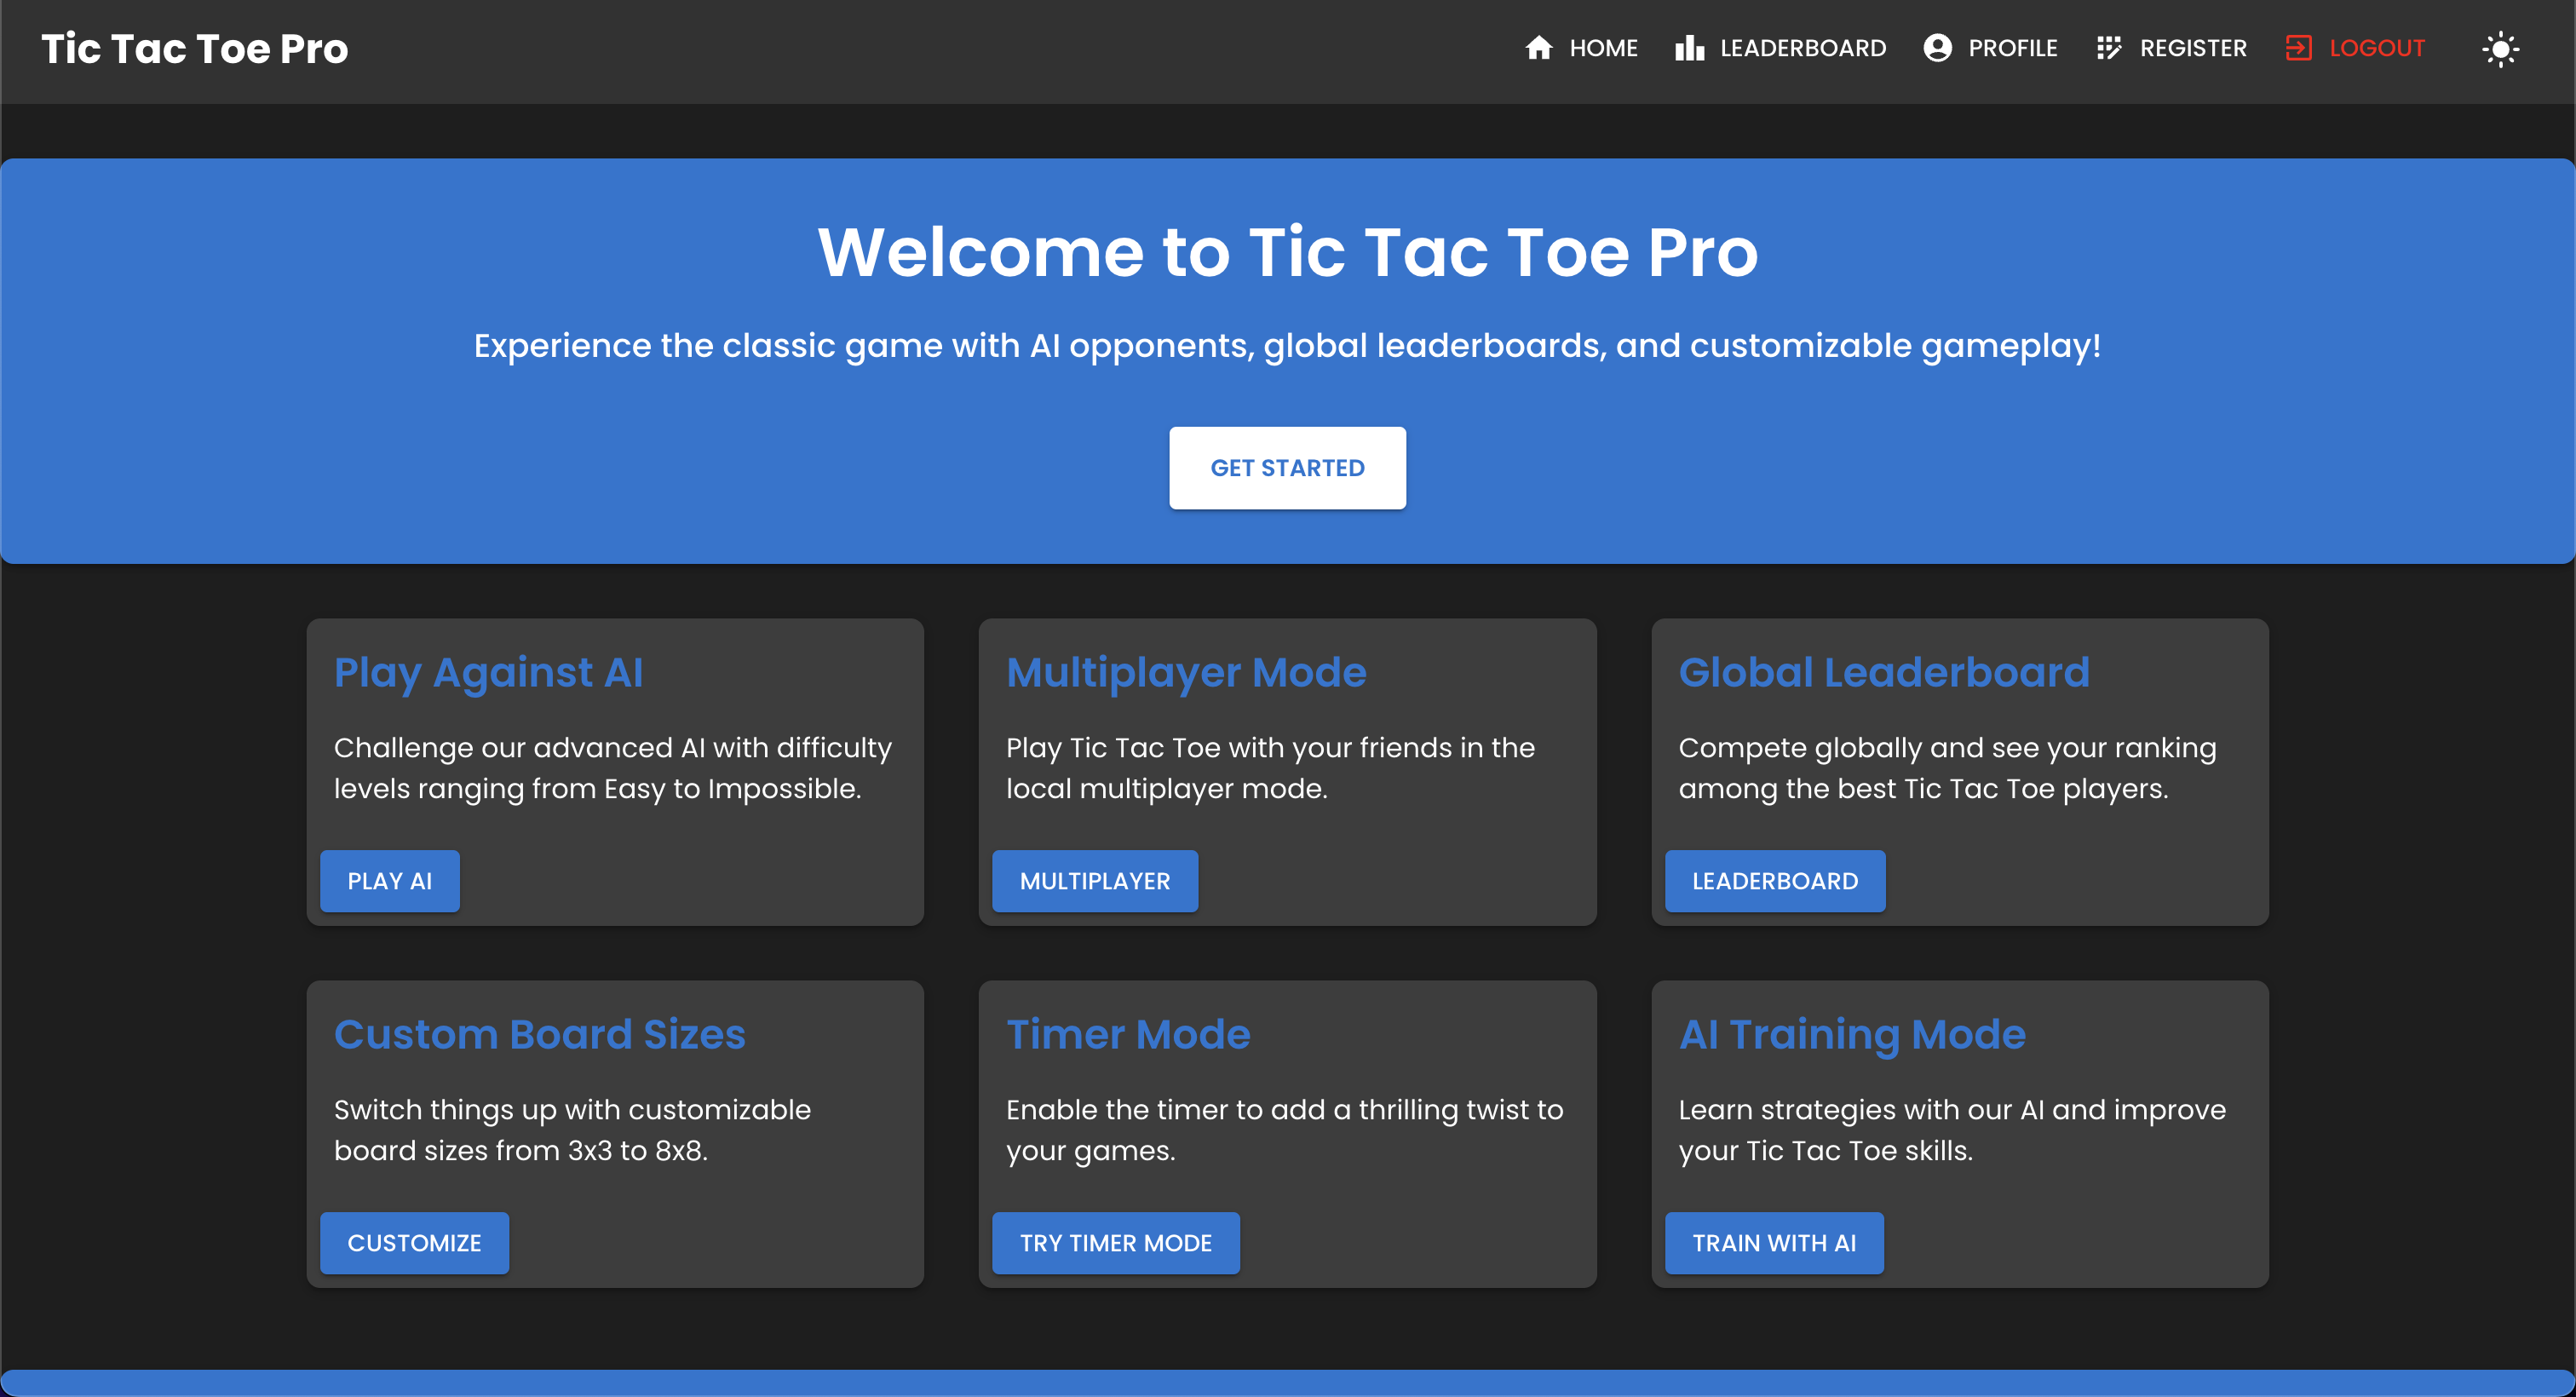 Tic Tac Toe Pro
HOME
LEADERBOARD
PROFILE
REGISTER
LOGOUT
Welcome to Tic Tac Toe Pro
Experience the classic game with AI opponents, global leaderboards, and customizable gameplay!
GET STARTED
Play Against AI
Challenge our advanced AI with difficulty
levels ranging from Easy to Impossible.
PLAY AI
Multiplayer Mode
Play Tic Tac Toe with your friends in the
local multiplayer mode.
MULTIPLAYER
Global Leaderboard
Compete globally and see your ranking
among the best Tic Tac Toe players.
LEADERBOARD
Custom Board Sizes
Switch things up with customizable
board sizes from 3x3 to 8x8.
CUSTOMIZE
Timer Mode
Enable the timer to add a thrilling twist to
your games.
TRY TIMER MODE
AI Training Mode
Learn strategies with our AI and improve
your Tic Tac Toe skills.
TRAIN WITH AI